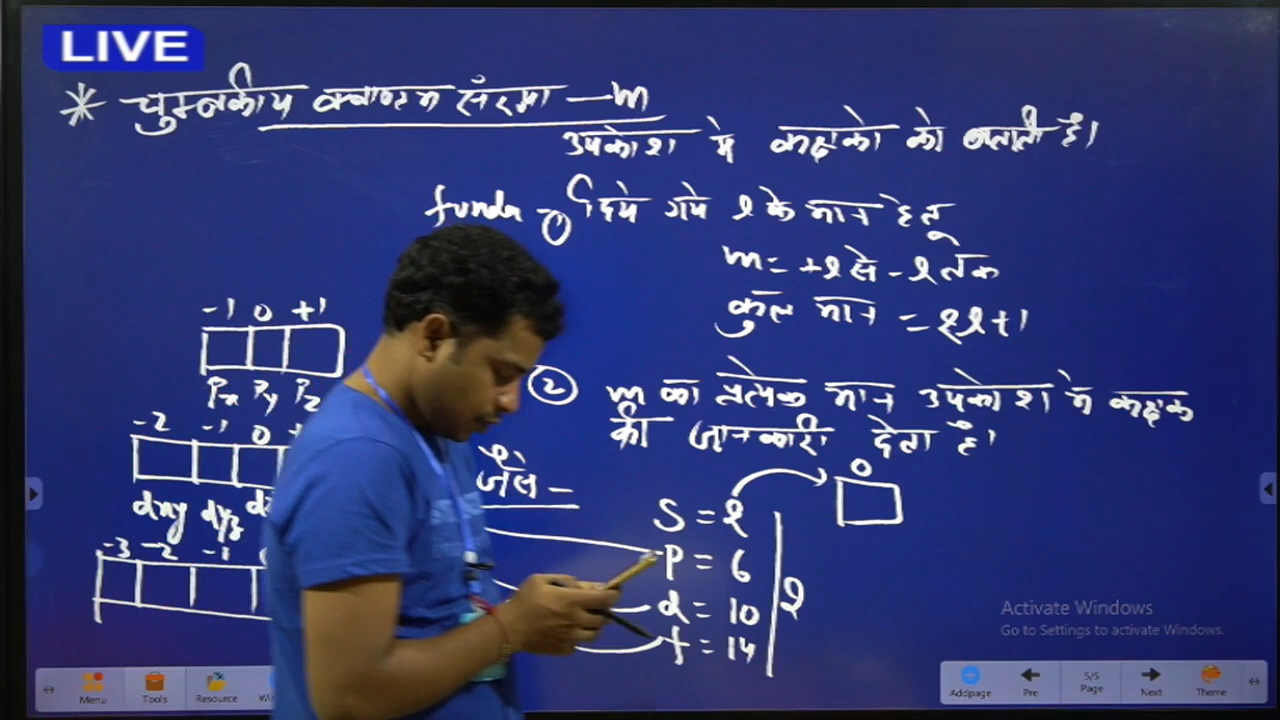 LIVE
* चुम्बकीय क्वाण्टम संख्या — m
उपकोश में कक्षको को बताती है।
funda → ① दिये गये l के मान हेतू
m = +l से -l तक
कुल मान = 2l+1
-1 0 +1
Px Py Pz
② m का प्रत्येक मान उपकोश में कक्षक
की जानकारी देता है।
-2 -1 0
dxy dyz
-3 -2 -1
जैसे –
0
S = 2
P = 6
d = 10
f = 14
2
Activate Windows
Go to Settings to activate Windows.
Menu Tools Resource
Addpage Pre 5/5 Page Next Theme